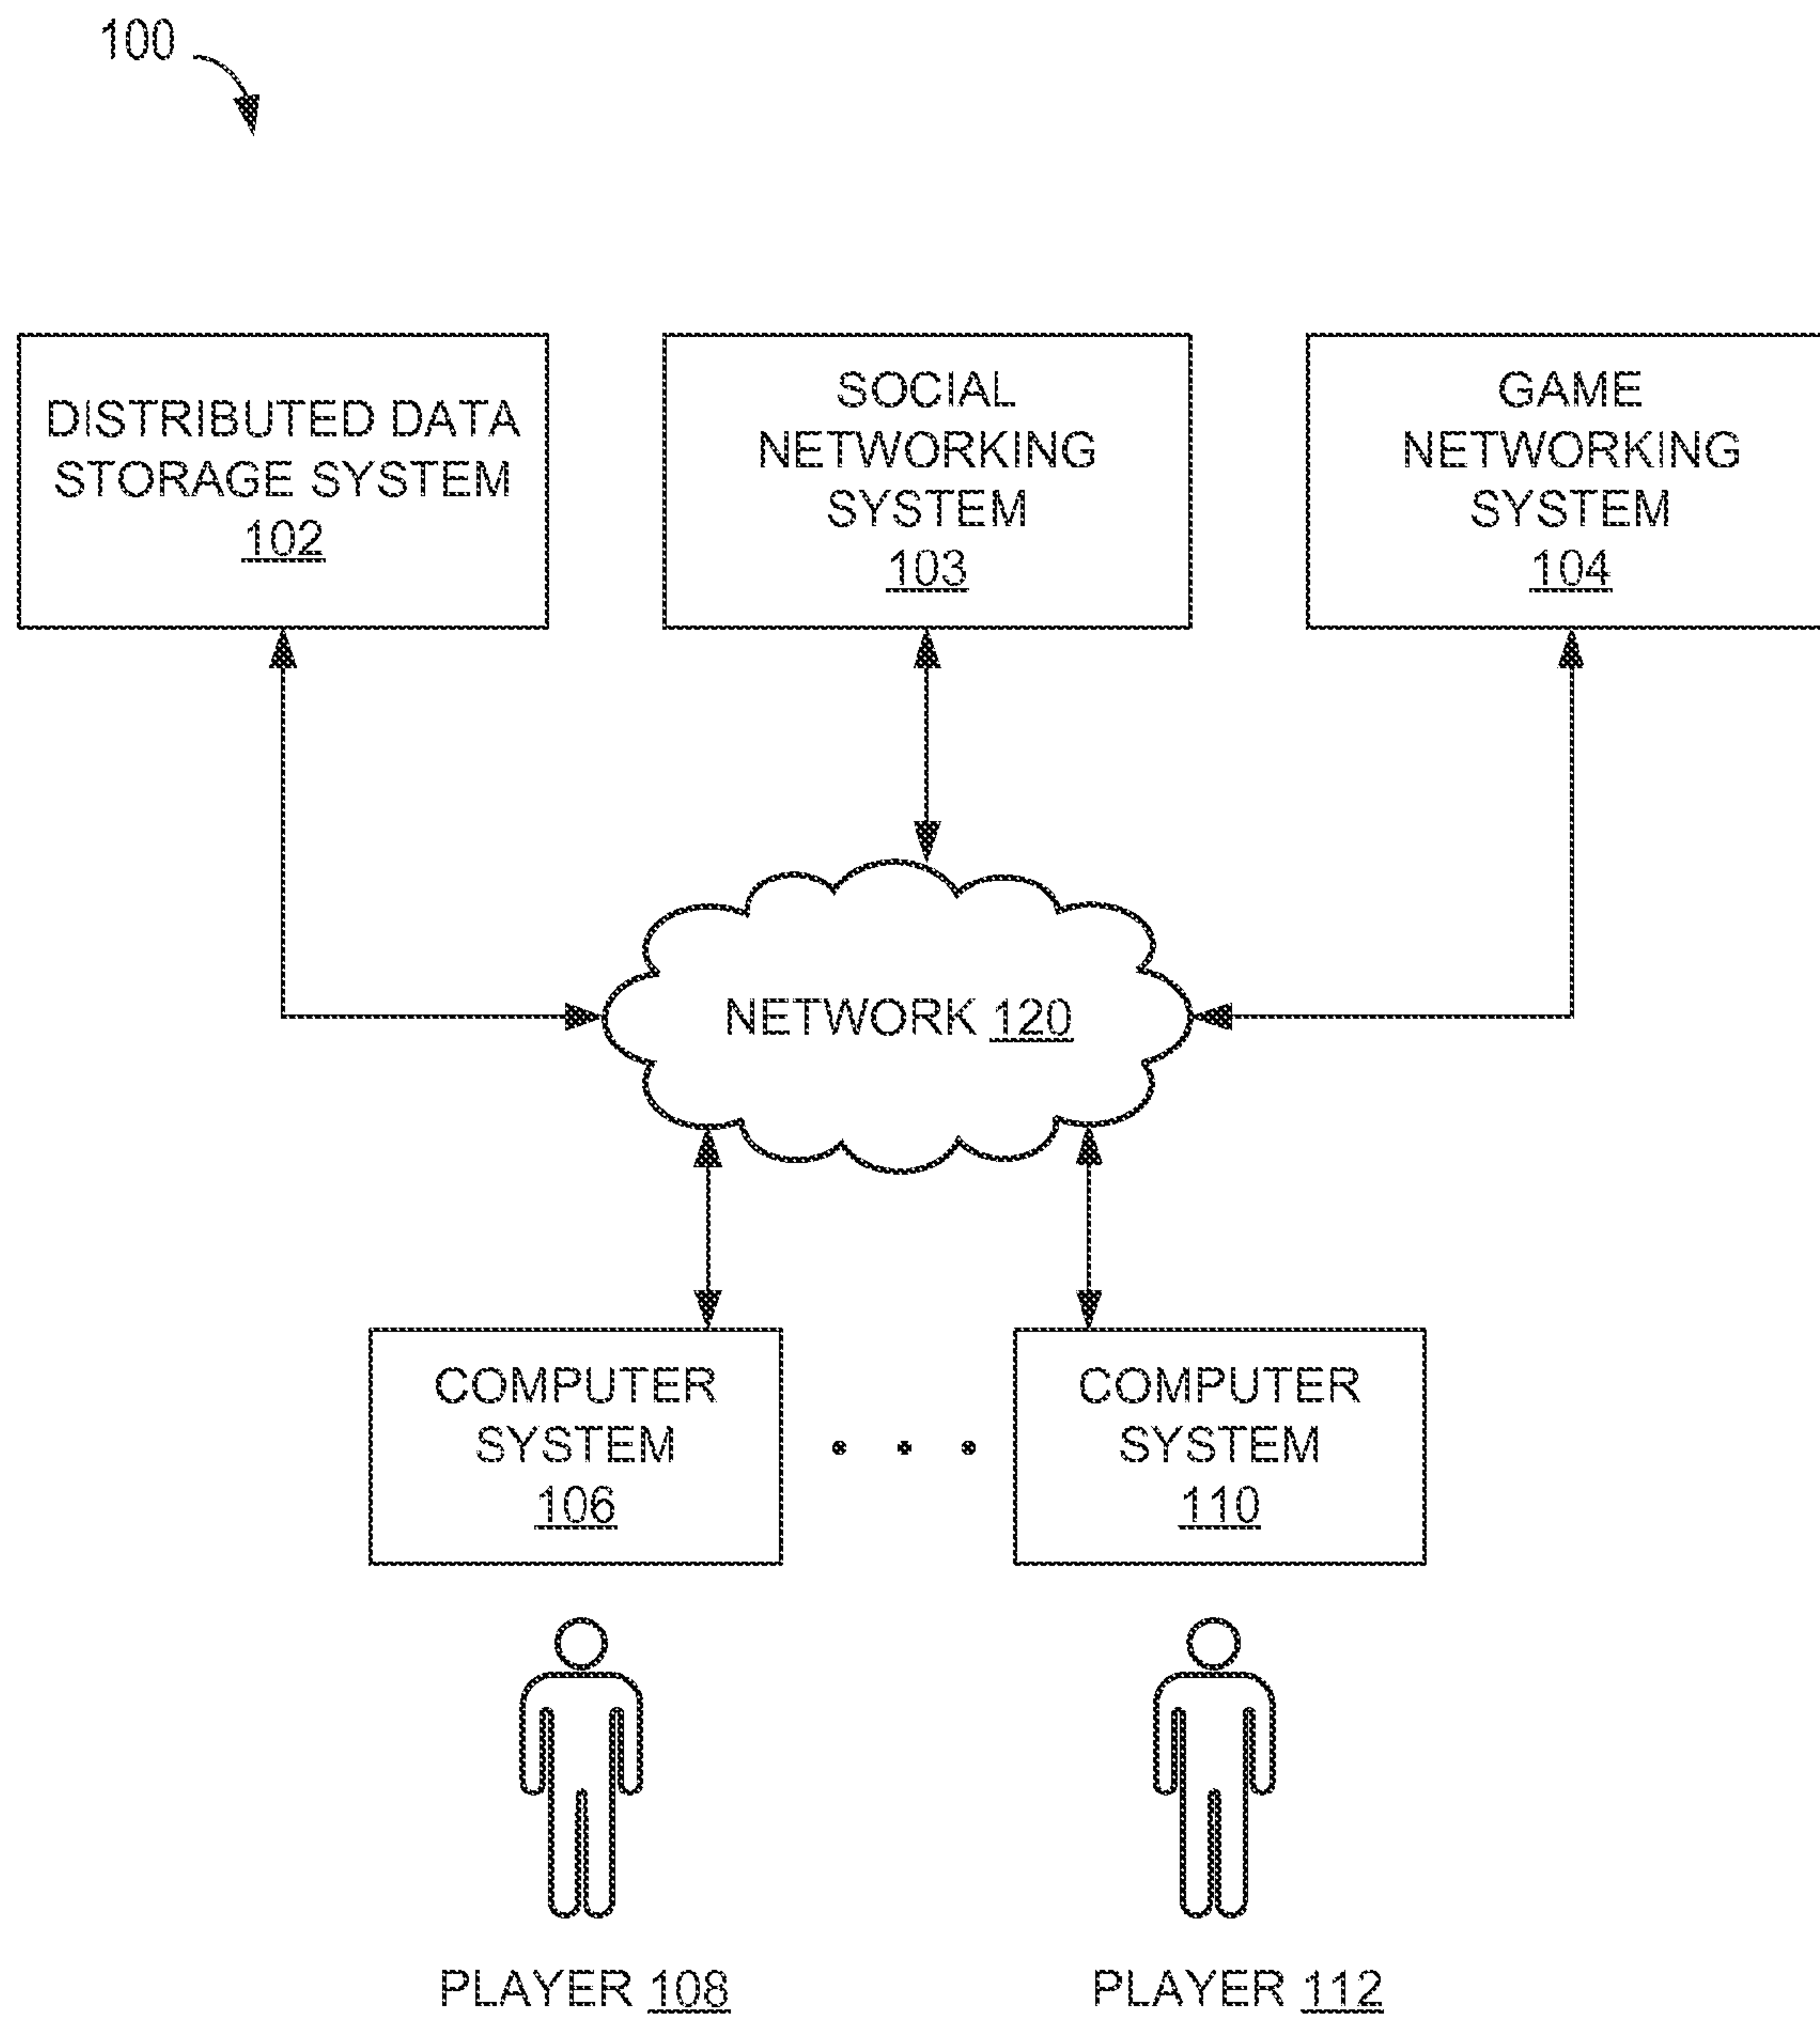 100
DISTRIBUTED DATA
STORAGE SYSTEM
102
SOCIAL
NETWORKING
SYSTEM
103
GAME
NETWORKING
SYSTEM
104
NETWORK 120
COMPUTER
SYSTEM
106
COMPUTER
SYSTEM
110
PLAYER 108
PLAYER 112